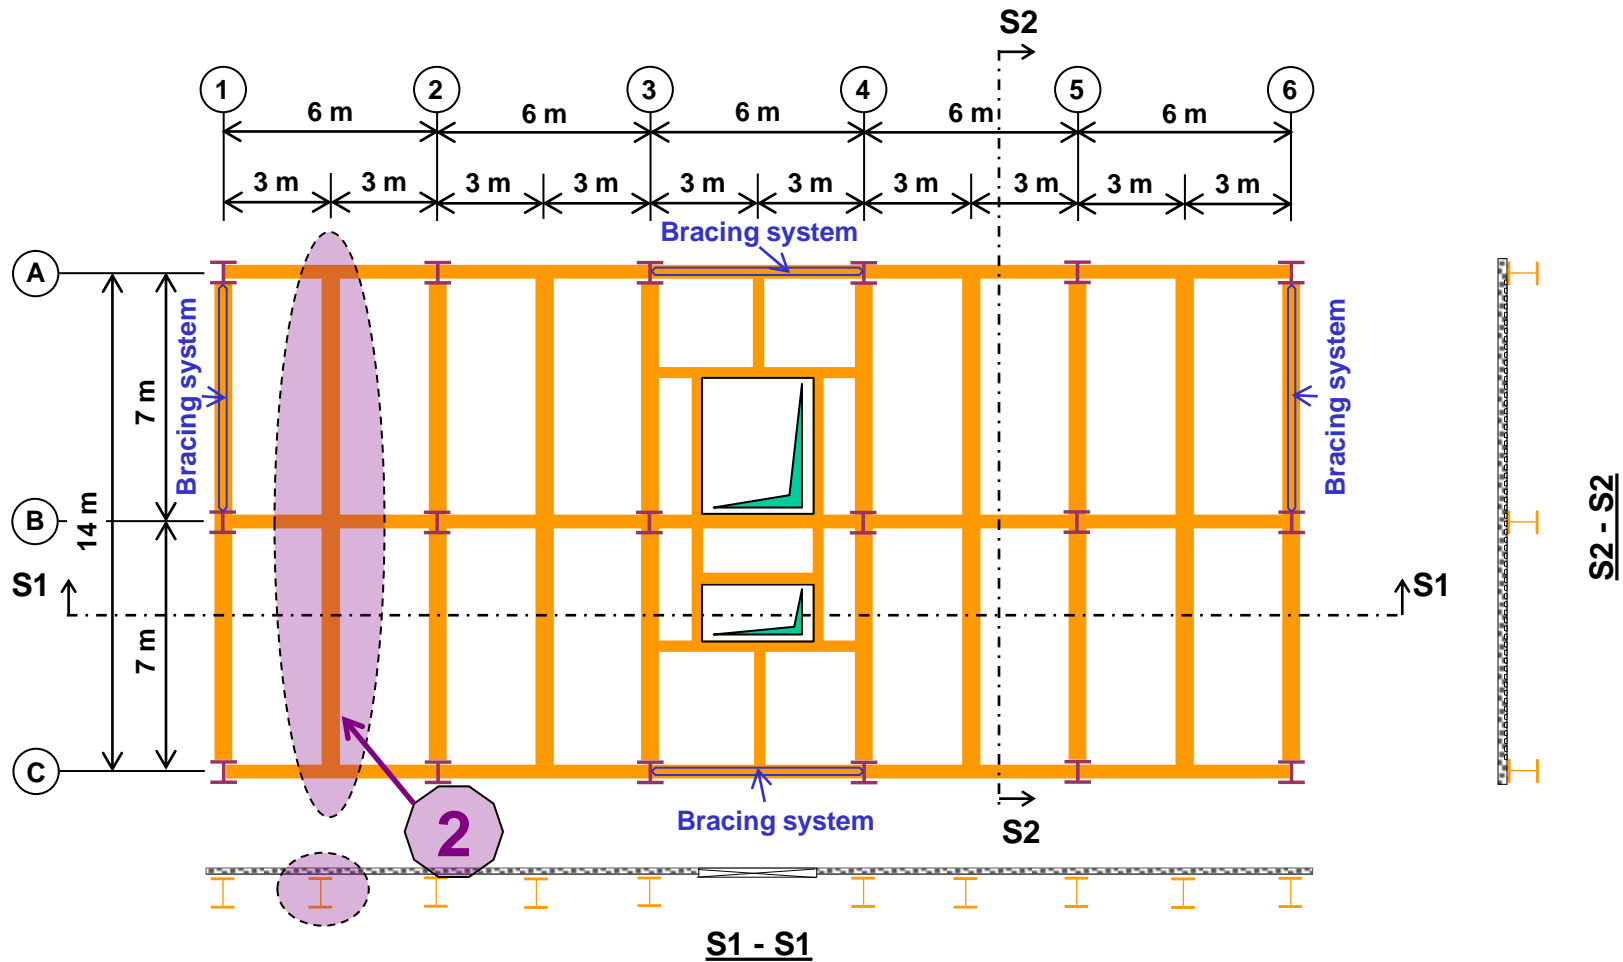 S2
1 2 3 4 5 6
6 m 6 m 6 m 6 m 6 m
3 m 3 m 3 m 3 m 3 m 3 m 3 m 3 m 3 m 3 m
Bracing system
A
Bracing system
Bracing system
7 m
14 m
B
S2 - S2
S1
S1
7 m
C
2
Bracing system
S2
S1 - S1